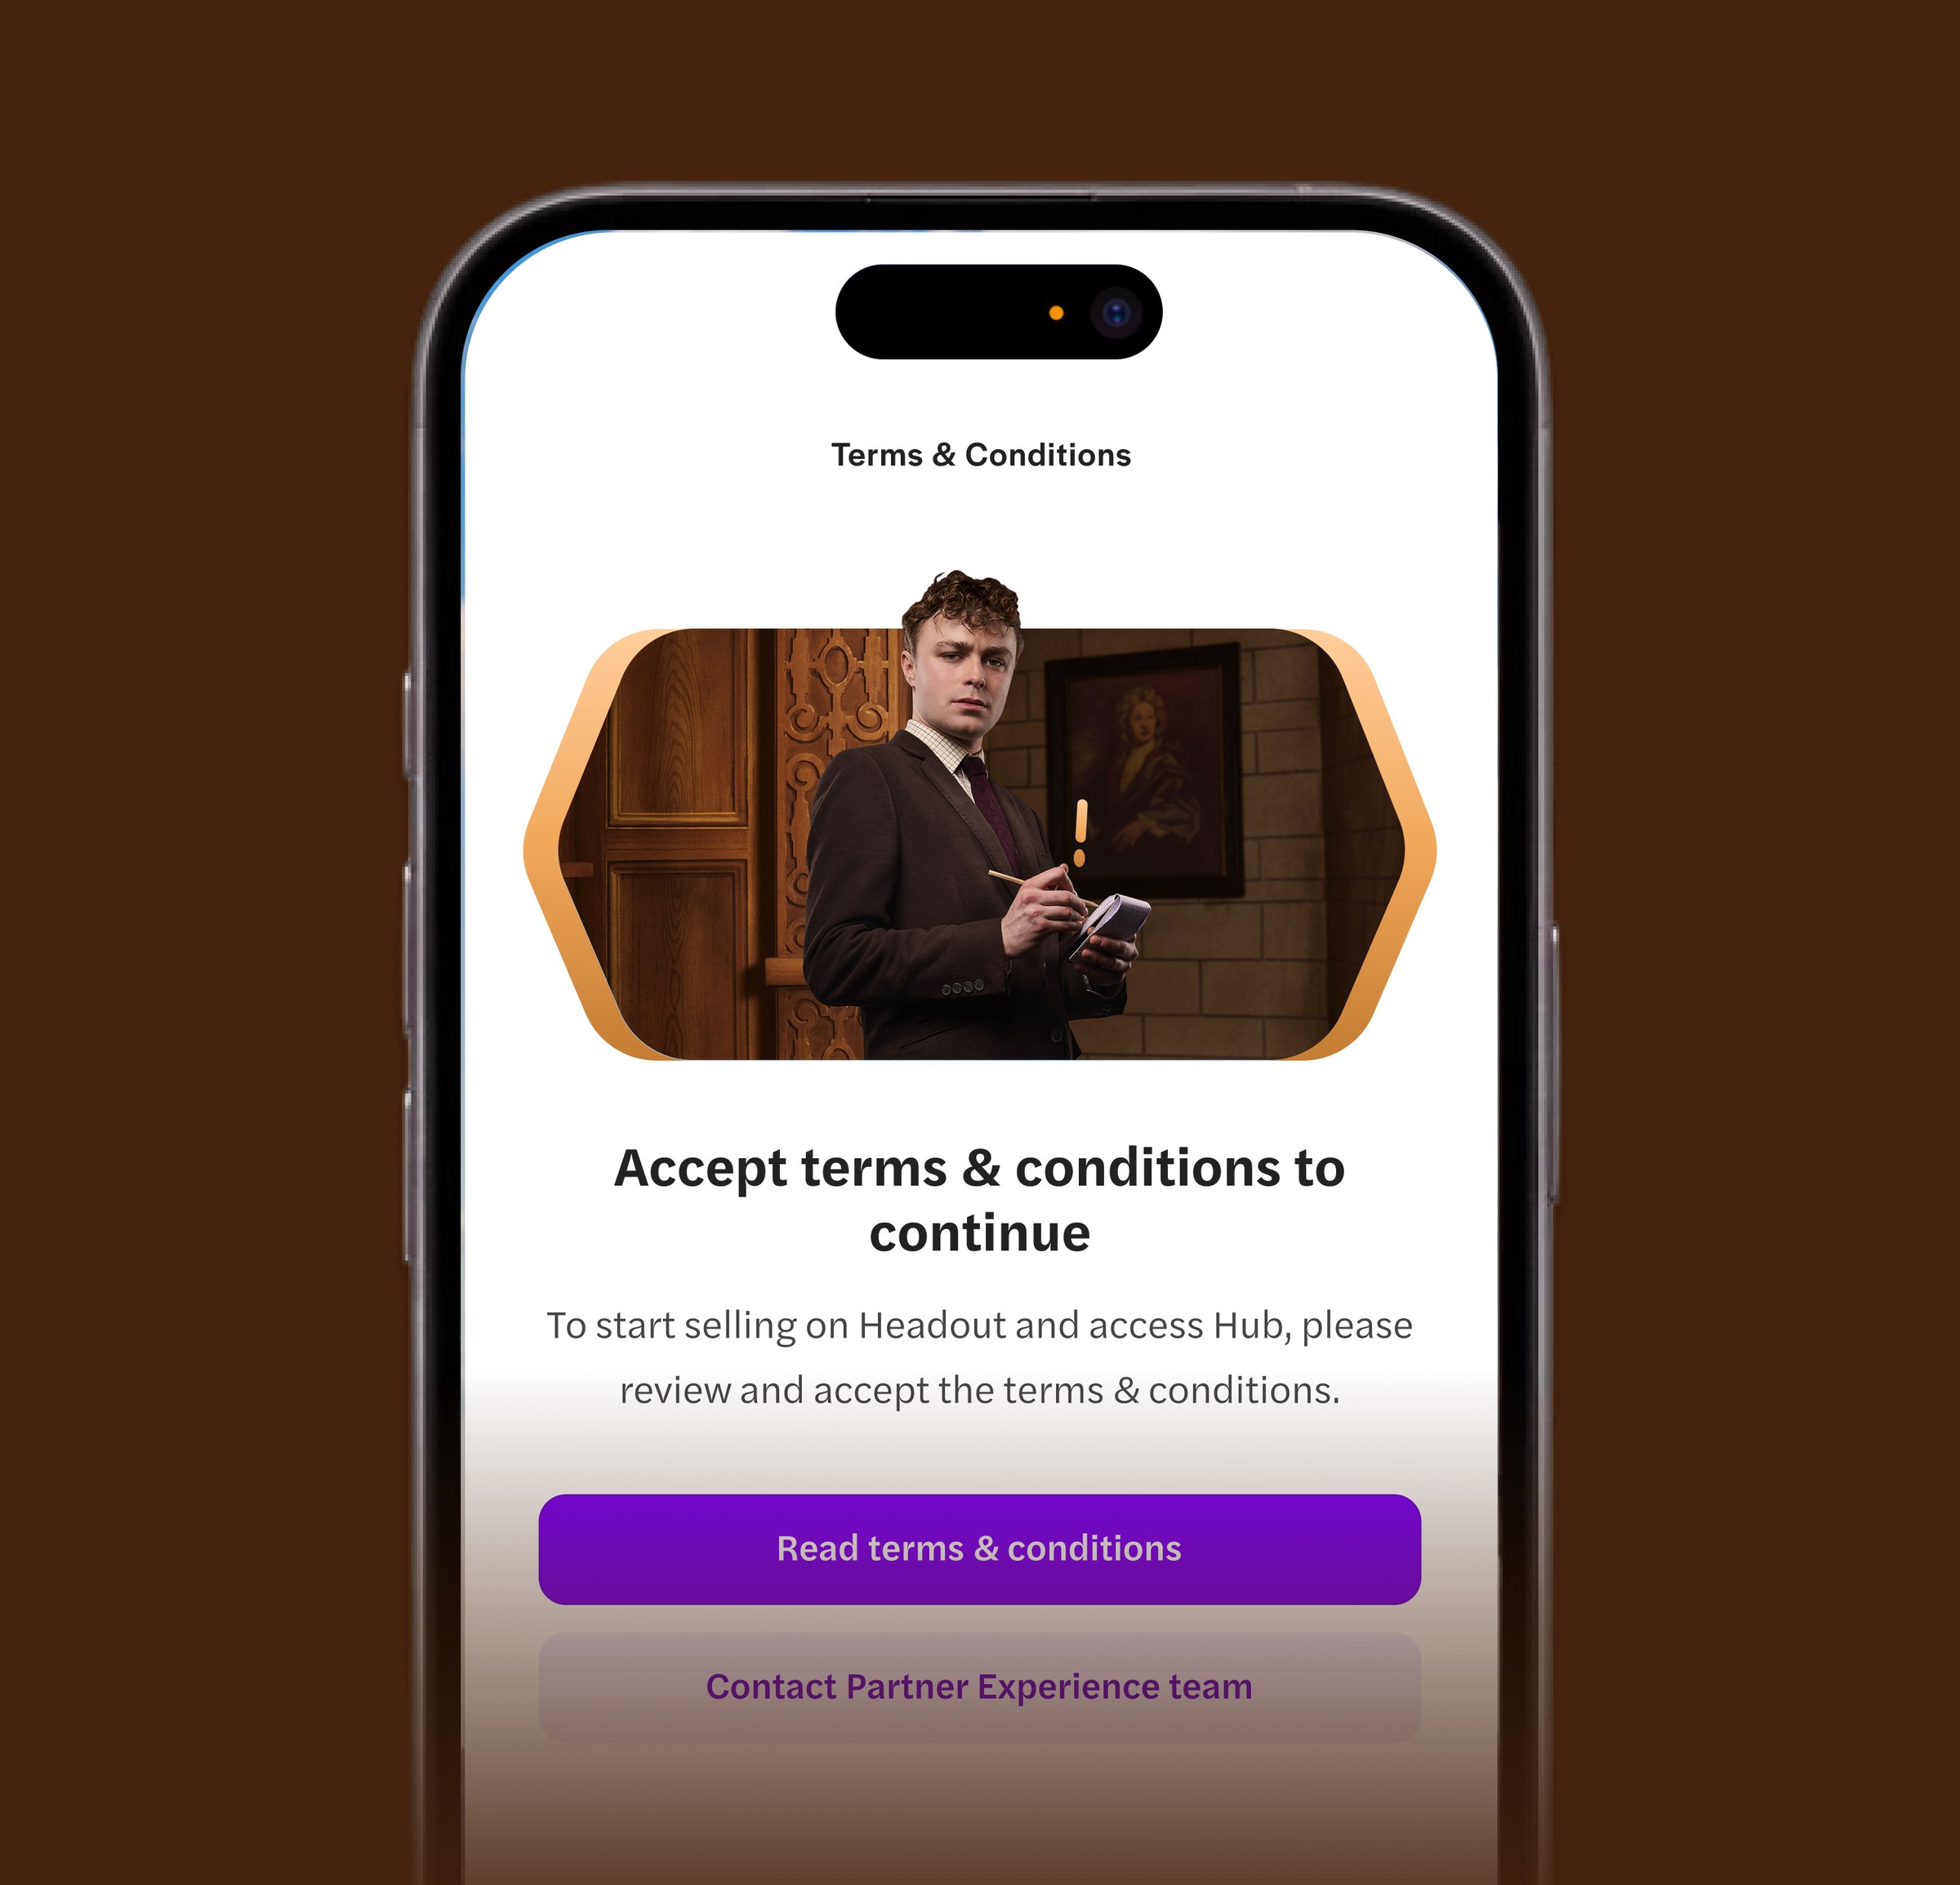 Terms & Conditions
Accept terms & conditions to
continue
To start selling on Headout and access Hub, please
review and accept the terms & conditions.
Read terms & conditions
Contact Partner Experience team